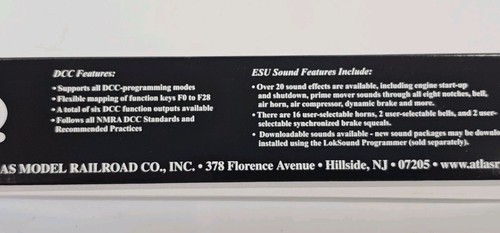 DCC Features:
• Supports all DCC-programming modes
• Flexible mapping of function keys F0 to F28
• A total of six DCC function outputs available
• Follows all NMRA DCC Standards and
Recommended Practices
ESU Sound Features Include:
• Over 20 sound effects are available, including engine start-up
and shutdown, prime mover sounds through all eight notches, bell,
air horn, air compressor, dynamic brake and more.
• There are 16 user-selectable horns, 2 user-selectable bells, and 2 user-
selectable synchronized brake squeals.
• Downloadable sounds available - new sound packages may be downlo
installed using the LokSound Programmer (sold separately).
AS MODEL RAILROAD CO., INC. • 378 Florence Avenue • Hillside, NJ • 07205 • www.atlasr